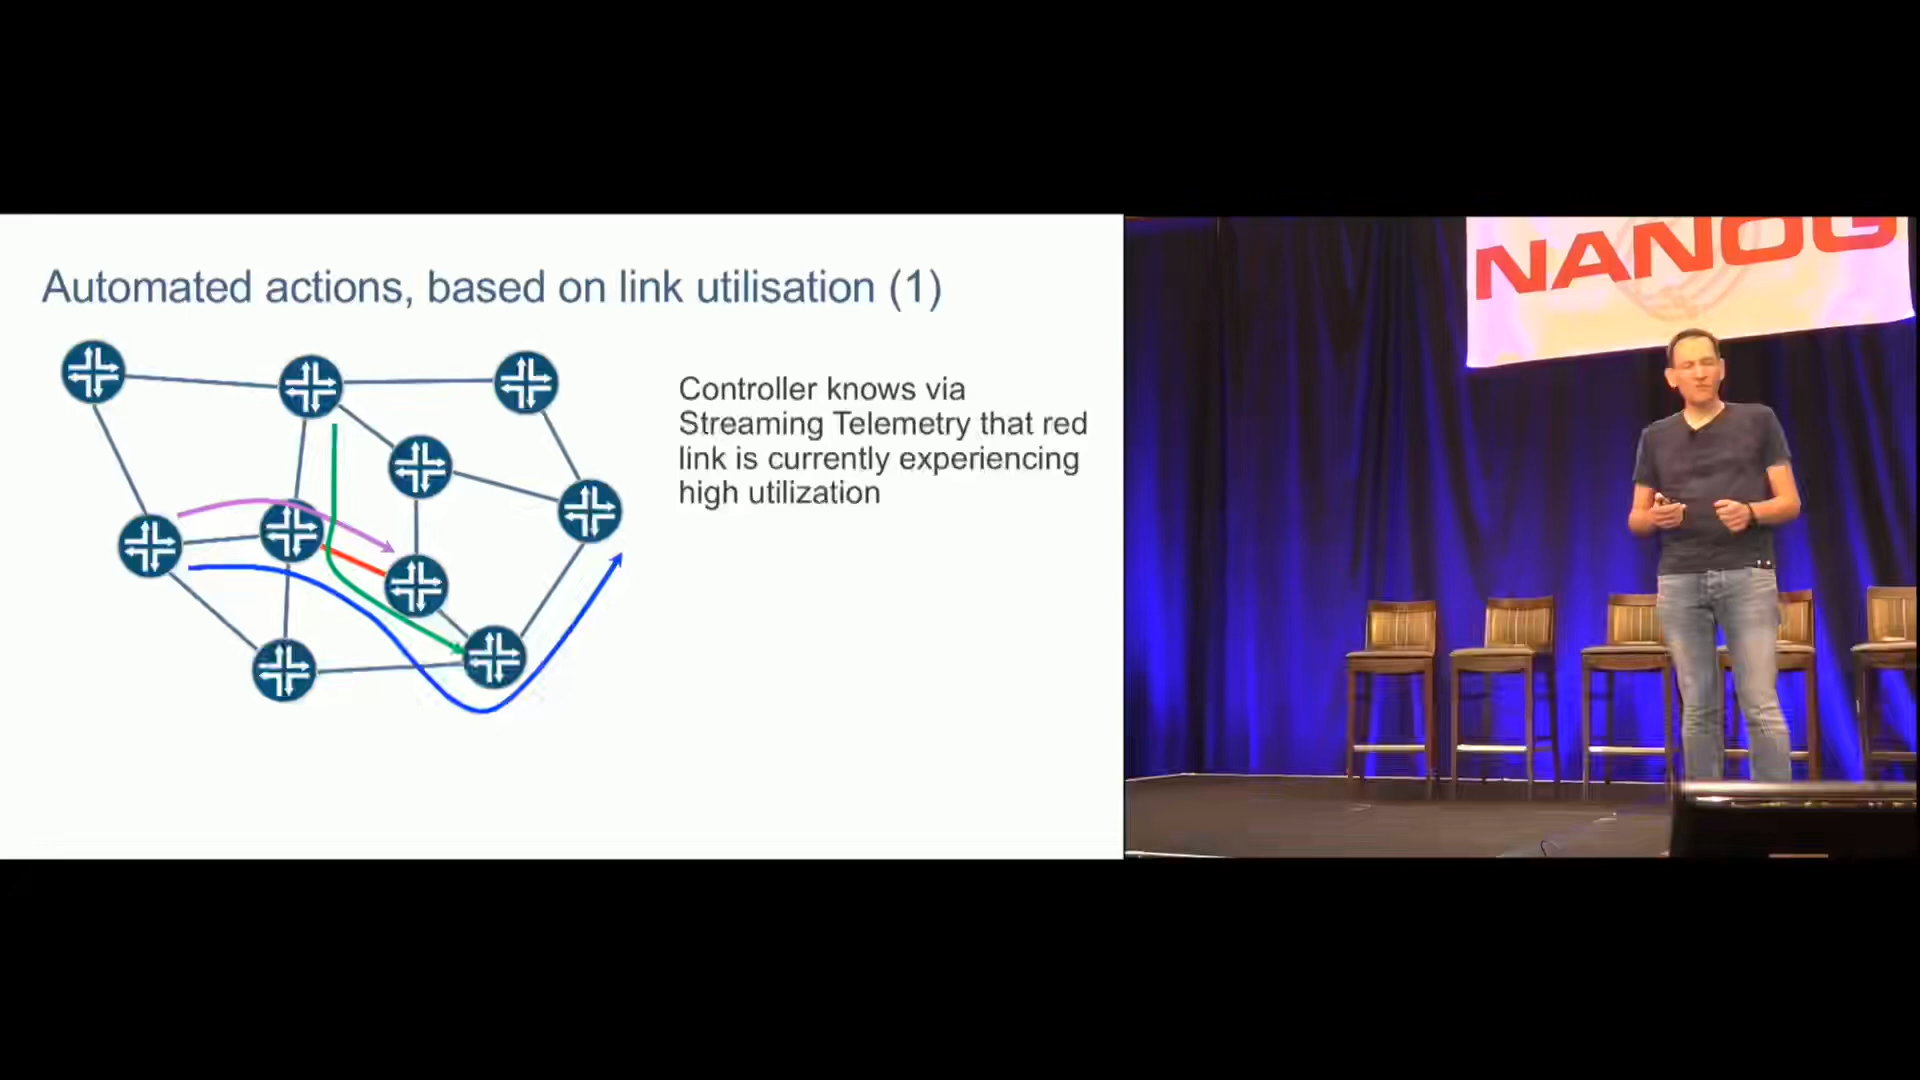 Automated actions, based on link utilisation (1)
Controller knows via
Streaming Telemetry that red
link is currently experiencing
high utilization
NANOG